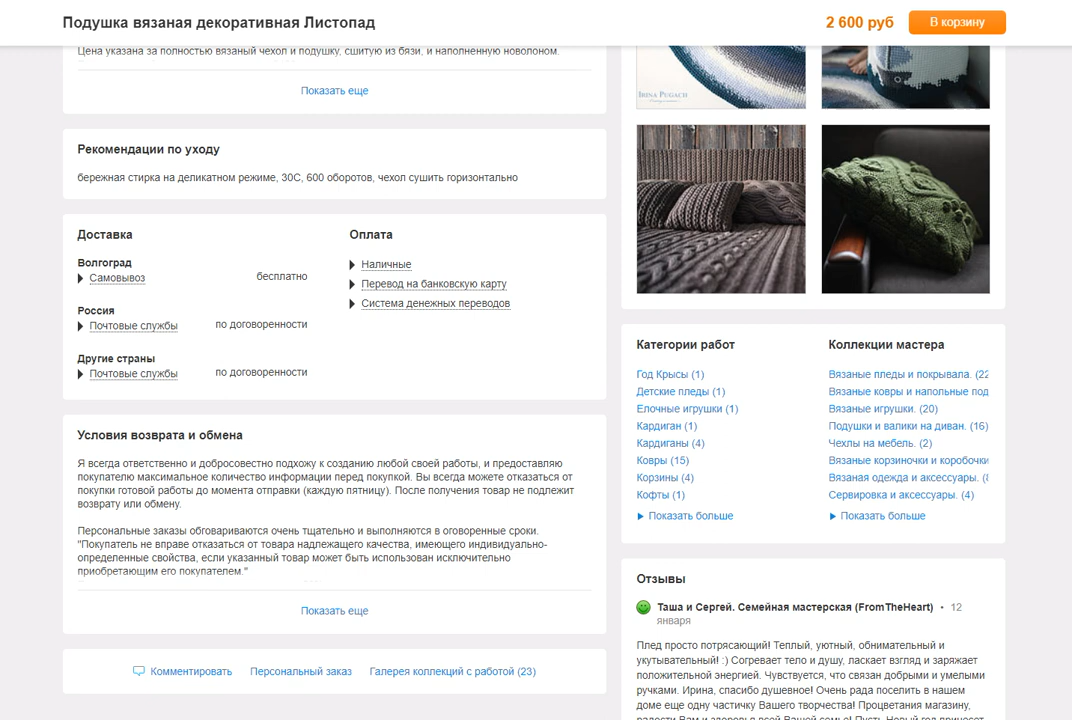 Подушка вязаная декоративная Листопад
2 600 руб
В корзину
Цена указана за полностью вязаный чехол и подушку, сшитую из бязи, и наполненную новолоном.
Показать еще
Рекомендации по уходу
бережная стирка на деликатном режиме, 30С, 600 оборотов, чехол сушить горизонтально
Доставка
Волгоград
Самовывоз
бесплатно
Россия
Почтовые службы
по договоренности
Другие страны
Почтовые службы
по договоренности
Оплата
Наличные
Перевод на банковскую карту
Система денежных переводов
Условия возврата и обмена
Я всегда ответственно и добросовестно подхожу к созданию любой своей работы, и предоставляю
покупателю максимальное количество информации перед покупкой. Вы всегда можете отказаться от
покупки готовой работы до момента отправки (каждую пятницу). После получения товар не подлежит
возврату или обмену.
Персональные заказы обговариваются очень тщательно и выполняются в оговоренные сроки.
"Покупатель не вправе отказаться от товара надлежащего качества, имеющего индивидуально-
определенные свойства, если указанный товар может быть использован исключительно
приобретающим его покупателем."
Показать еще
Комментировать
Персональный заказ
Галерея коллекций с работой (23)
IRINA PUGACH
Категории работ
Год Крысы (1)
Детские пледы (1)
Елочные игрушки (1)
Кардиган (1)
Кардиганы (4)
Ковры (15)
Корзины (4)
Кофты (1)
Показать больше
Коллекции мастера
Вязаные пледы и покрывала. (22
Вязаные ковры и напольные под
Вязаные игрушки. (20)
Подушки и валики на диван. (16)
Чехлы на мебель. (2)
Вязаные корзиночки и коробочки
Вязаная одежда и аксессуары. (
Сервировка и аксессуары. (4)
Показать больше
Отзывы
Таша и Сергей. Семейная мастерская (FromTheHeart) • 12
января
Плед просто потрясающий! Теплый, уютный, обнимательный и
укутывательный! :) Согревает тело и душу, ласкает взгляд и заряжает
положительной энергией. Чувствуется, что связан добрыми и умелыми
ручками. Ирина, спасибо душевное! Очень рада поселить в нашем
доме еще одну частичку Вашего творчества! Процветания магазину,
радости Вам и здоровья всей Вашей семье! Пусть Новый год принесет